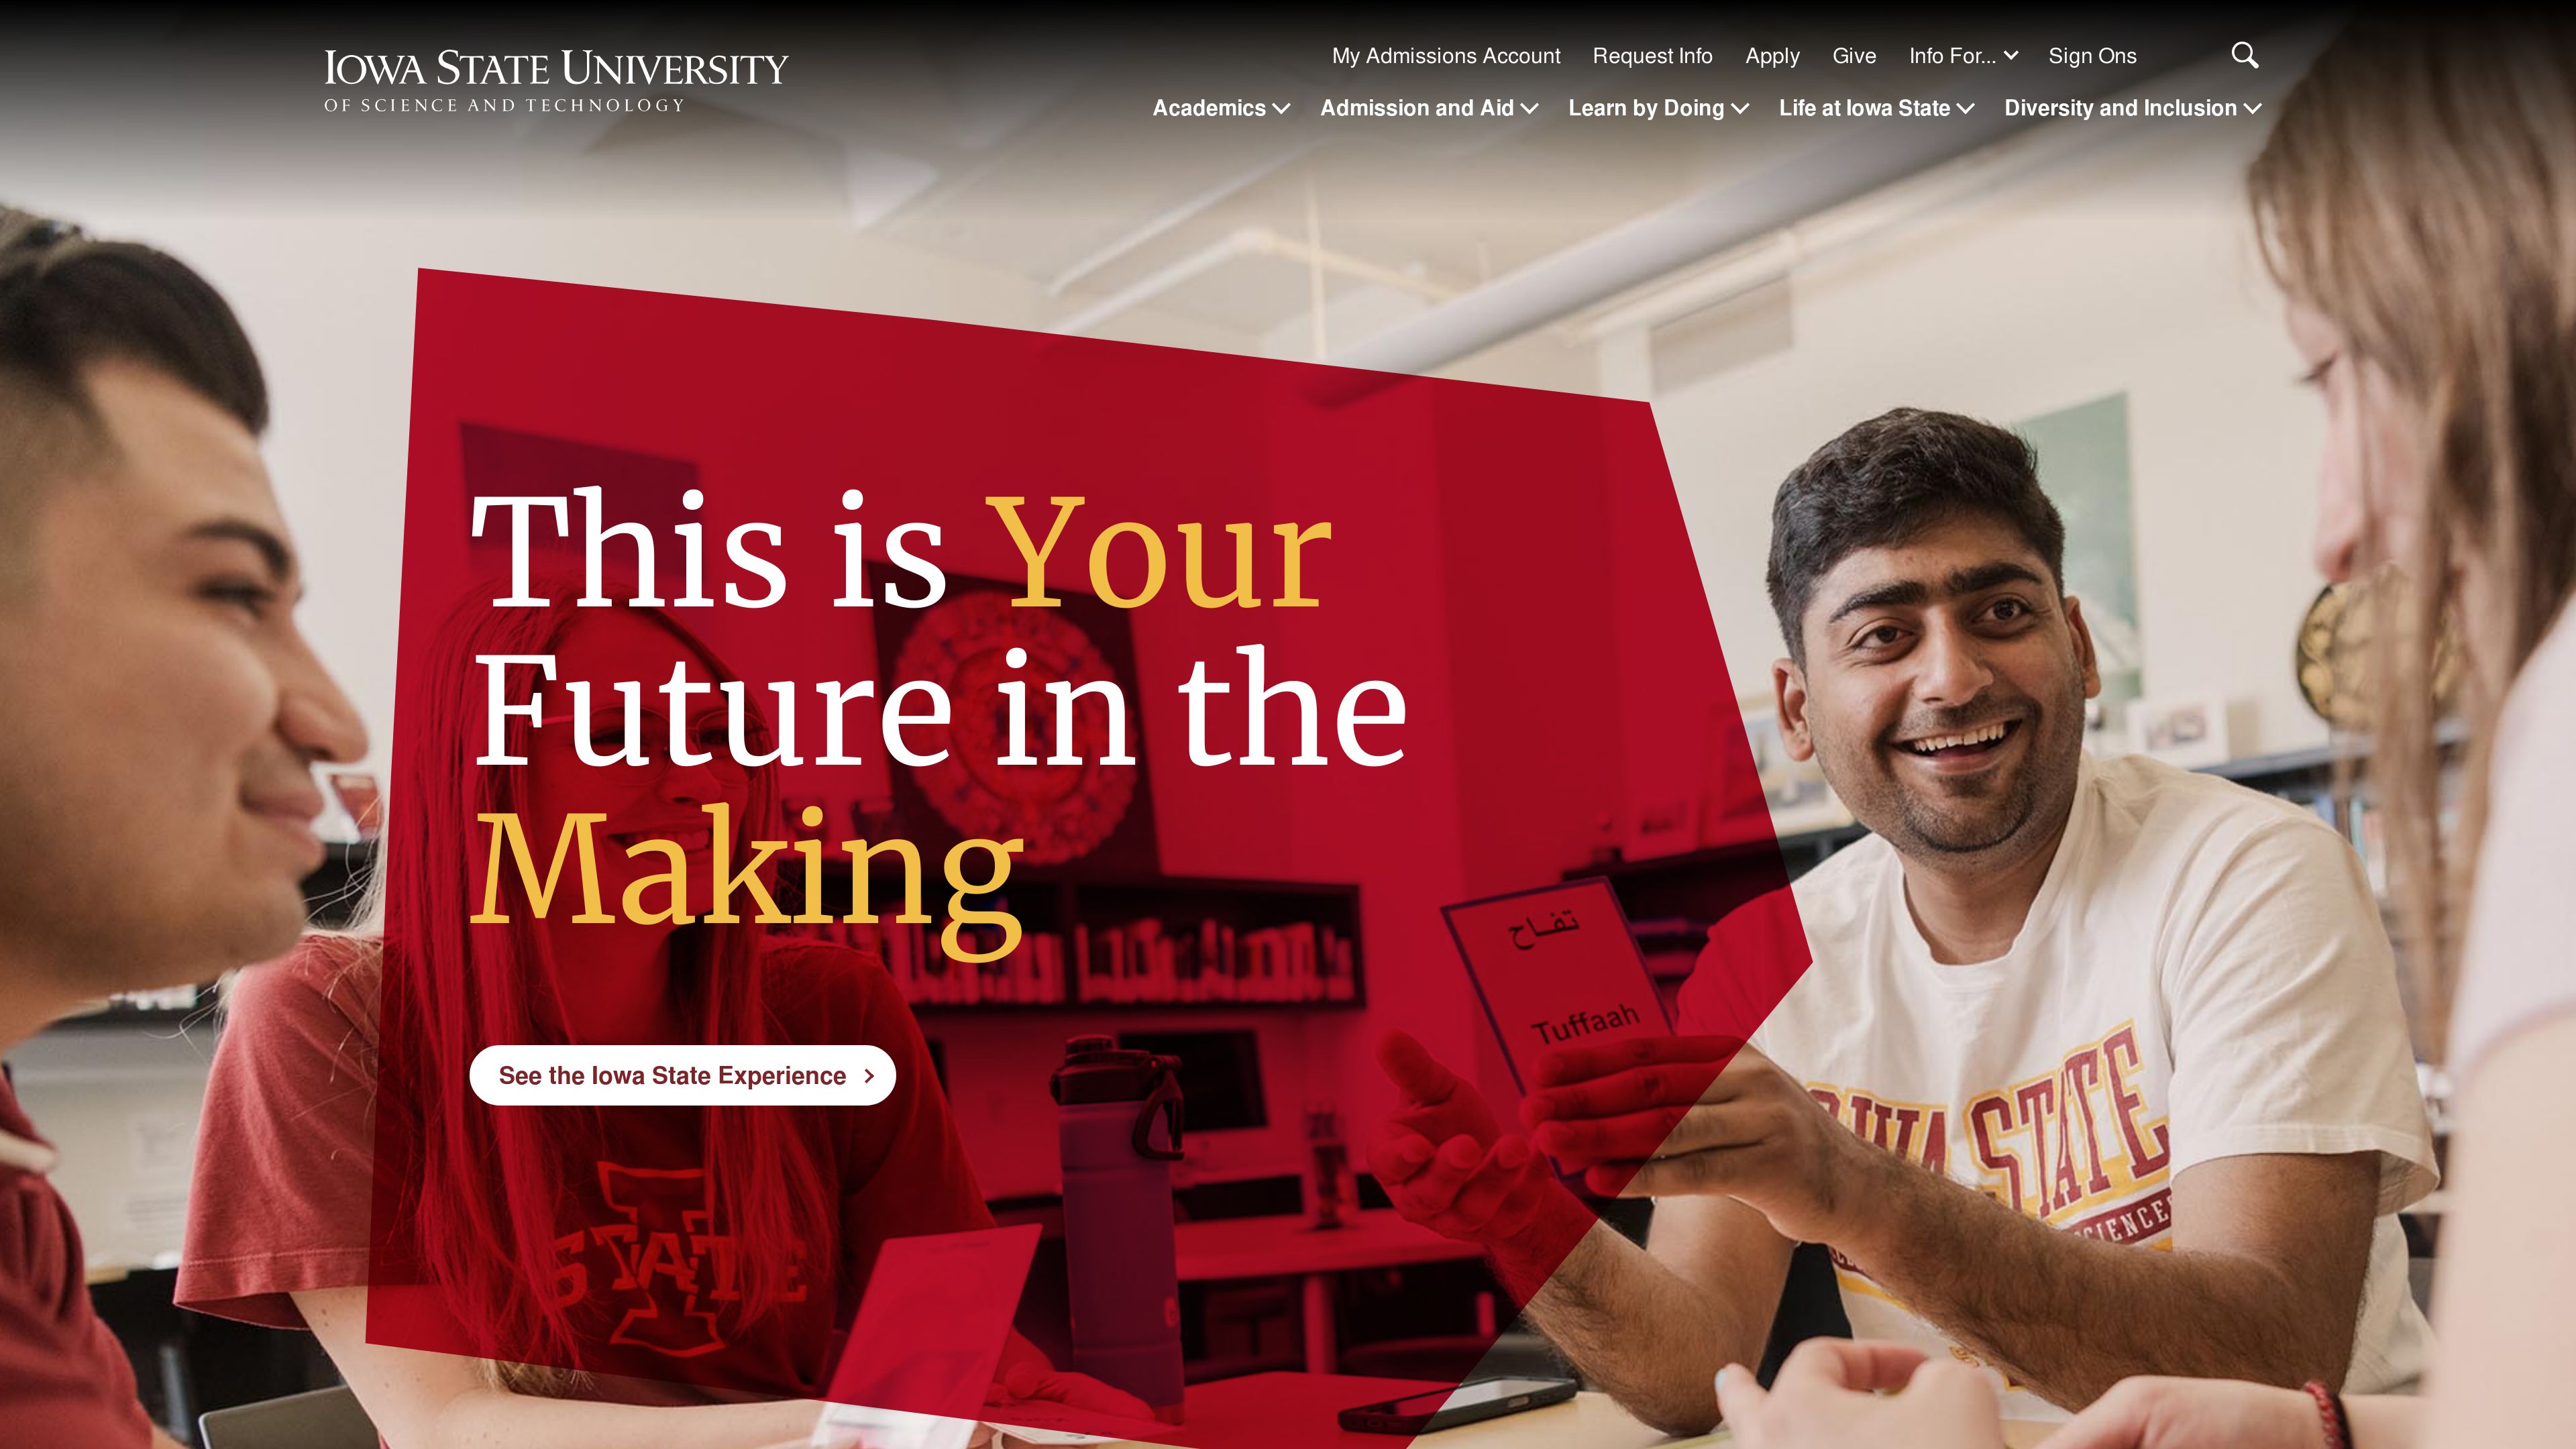 IOWA STATE UNIVERSITY
OF SCIENCE AND TECHNOLOGY
My Admissions Account Request Info Apply Give Info For... Sign Ons
Academics Admission and Aid Learn by Doing Life at Iowa State Diversity and Inclusion
This is Your
Future in the
Making
See the Iowa State Experience
تفاح
Tuffaah
STATE
IOWA STATE